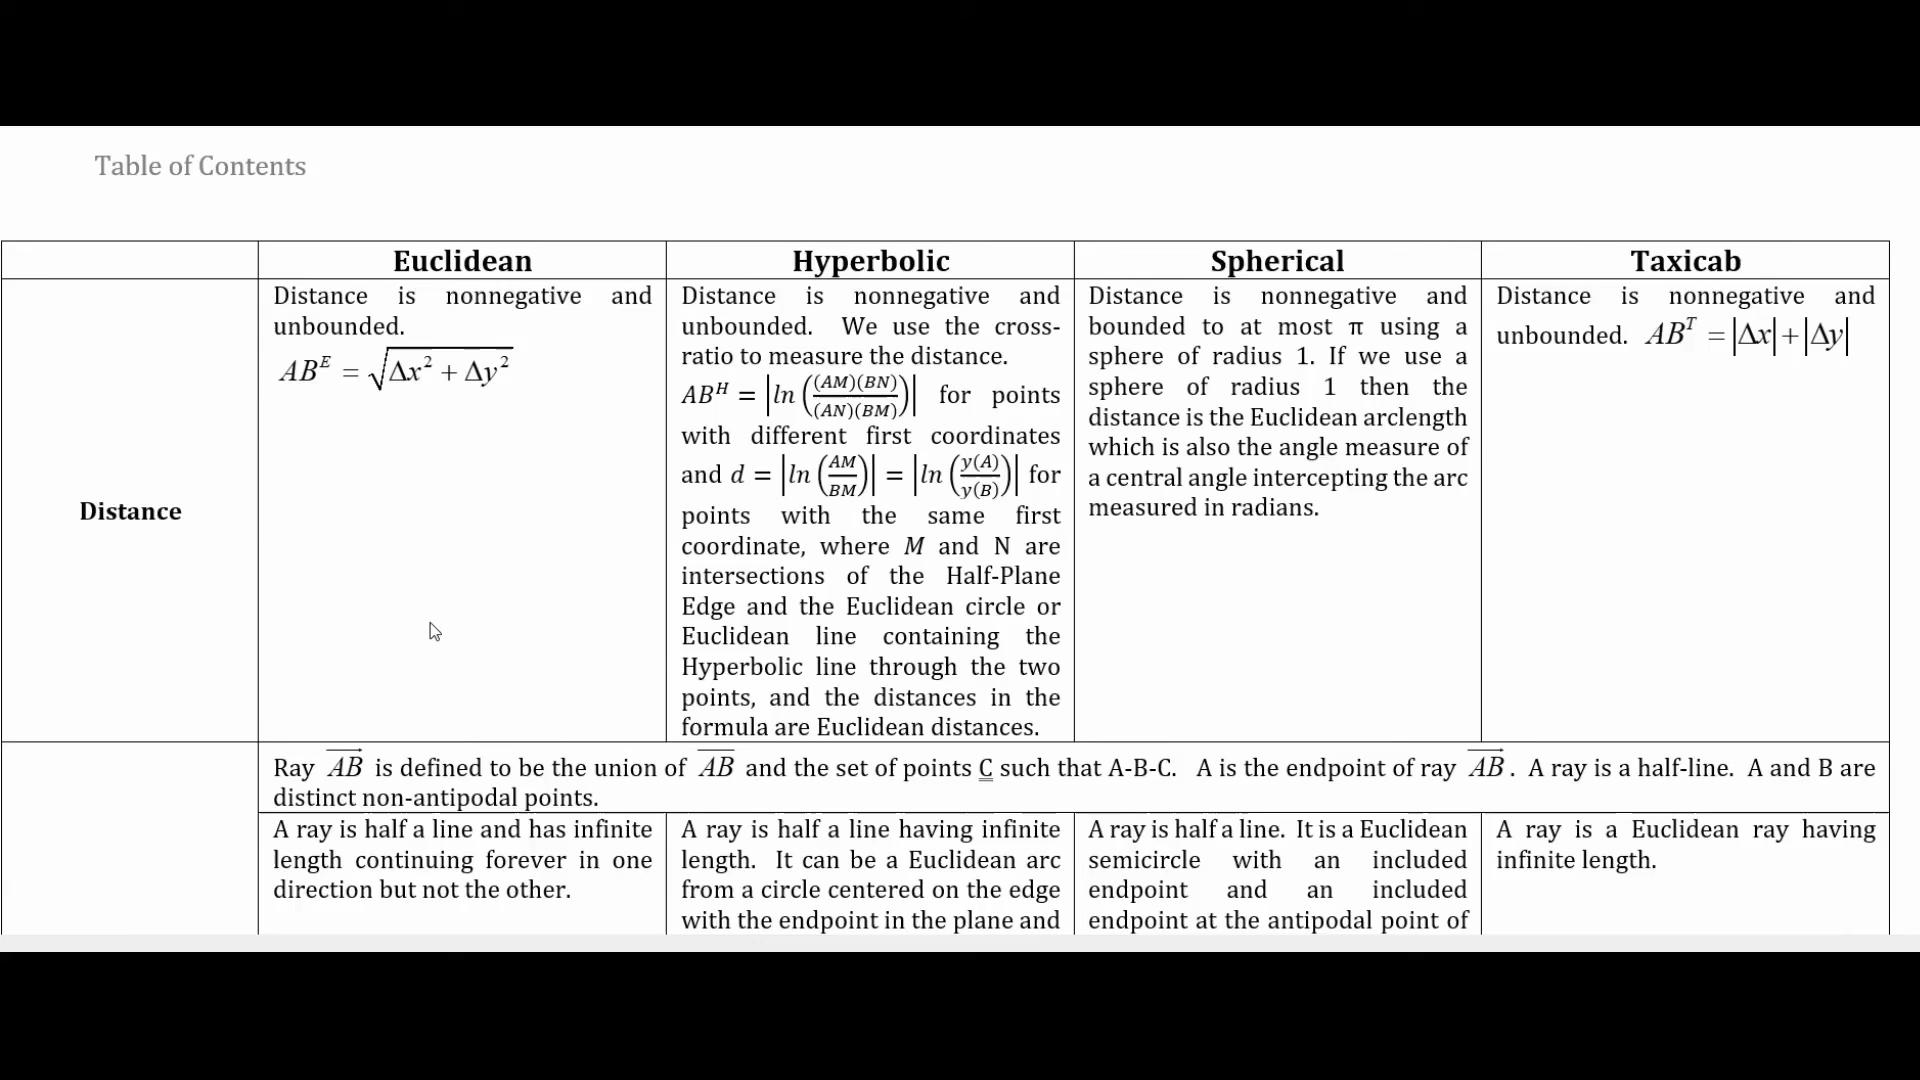 Table of Contents
Euclidean
Hyperbolic
Spherical
Taxicab
Distance
Distance is nonnegative and
unbounded.
AB^E = √(Δx² + Δy²)
Distance is nonnegative and
unbounded. We use the cross-
ratio to measure the distance.
AB^H = |ln((AM)(BN)/(AN)(BM))| for points
with different first coordinates
and d = |ln(AM/BM)| = |ln(y(A)/y(B))| for
points with the same first
coordinate, where M and N are
intersections of the Half-Plane
Edge and the Euclidean circle or
Euclidean line containing the
Hyperbolic line through the two
points, and the distances in the
formula are Euclidean distances.
Distance is nonnegative and
bounded to at most π using a
sphere of radius 1. If we use a
sphere of radius 1 then the
distance is the Euclidean arclength
which is also the angle measure of
a central angle intercepting the arc
measured in radians.
Distance is nonnegative and
unbounded. AB^T = |Δx| + |Δy|
Ray AB is defined to be the union of AB and the set of points C such that A-B-C. A is the endpoint of ray AB. A ray is a half-line. A and B are
distinct non-antipodal points.
A ray is half a line and has infinite
length continuing forever in one
direction but not the other.
A ray is half a line having infinite
length. It can be a Euclidean arc
from a circle centered on the edge
with the endpoint in the plane and
A ray is half a line. It is a Euclidean
semicircle with an included
endpoint and an included
endpoint at the antipodal point of
A ray is a Euclidean ray having
infinite length.